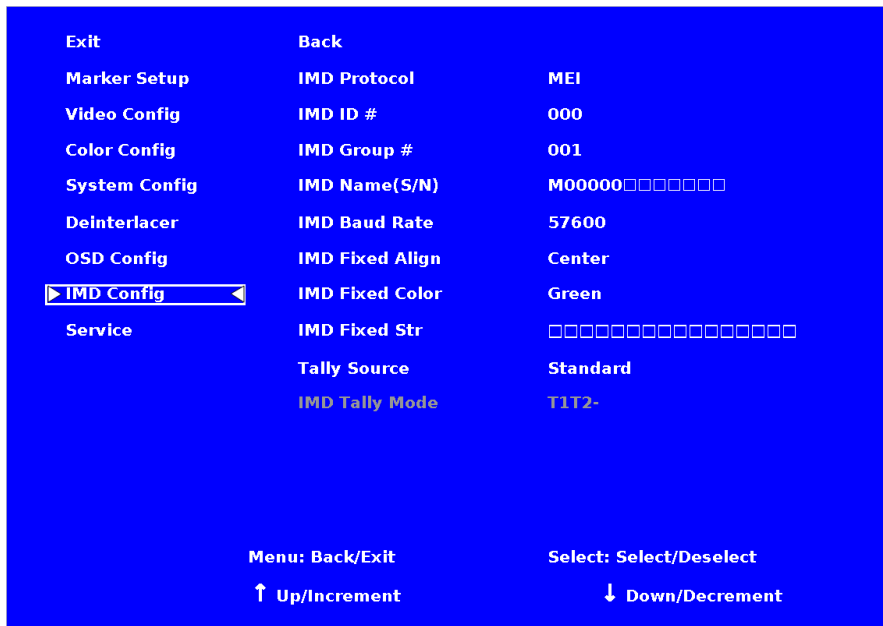 Exit Back
Marker Setup IMD Protocol MEI
Video Config IMD ID # 000
Color Config IMD Group # 001
System Config IMD Name(S/N) M00000□□□□□□□
Deinterlacer IMD Baud Rate 57600
OSD Config IMD Fixed Align Center
IMD Config IMD Fixed Color Green
Service IMD Fixed Str □□□□□□□□□□□□□□□□
Tally Source Standard
IMD Tally Mode T1T2-
Menu: Back/Exit Select: Select/Deselect
↑ Up/Increment ↓ Down/Decrement